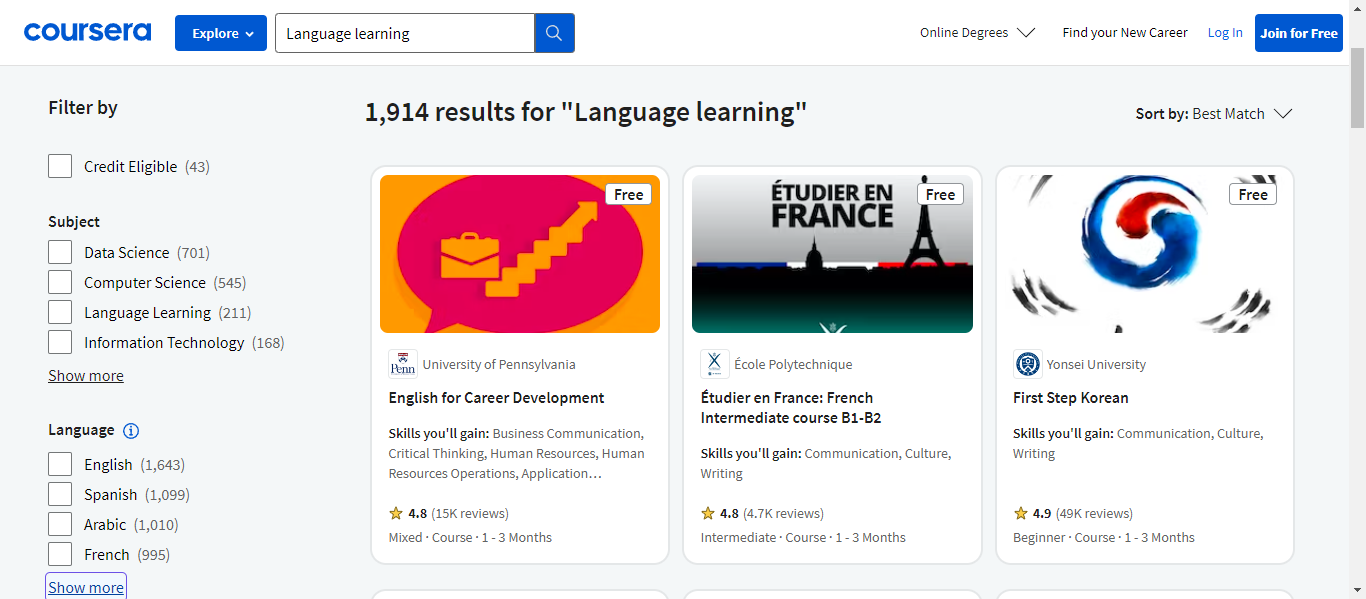 coursera
Explore
Language learning
Online Degrees
Find your New Career
Log In
Join for Free
Filter by
Credit Eligible (43)
Subject
Data Science (701)
Computer Science (545)
Language Learning (211)
Information Technology (168)
Show more
Language
English (1,643)
Spanish (1,099)
Arabic (1,010)
French (995)
Show more
1,914 results for "Language learning"
Sort by: Best Match
Free
Penn
University of Pennsylvania
English for Career Development
Skills you'll gain: Business Communication,
Critical Thinking, Human Resources, Human
Resources Operations, Application…
4.8 (15K reviews)
Mixed · Course · 1 - 3 Months
ÉTUDIER EN
FRANCE
Free
École Polytechnique
Étudier en France: French
Intermediate course B1-B2
Skills you'll gain: Communication, Culture,
Writing
4.8 (4.7K reviews)
Intermediate · Course · 1 - 3 Months
Free
Yonsei University
First Step Korean
Skills you'll gain: Communication, Culture,
Writing
4.9 (49K reviews)
Beginner · Course · 1 - 3 Months